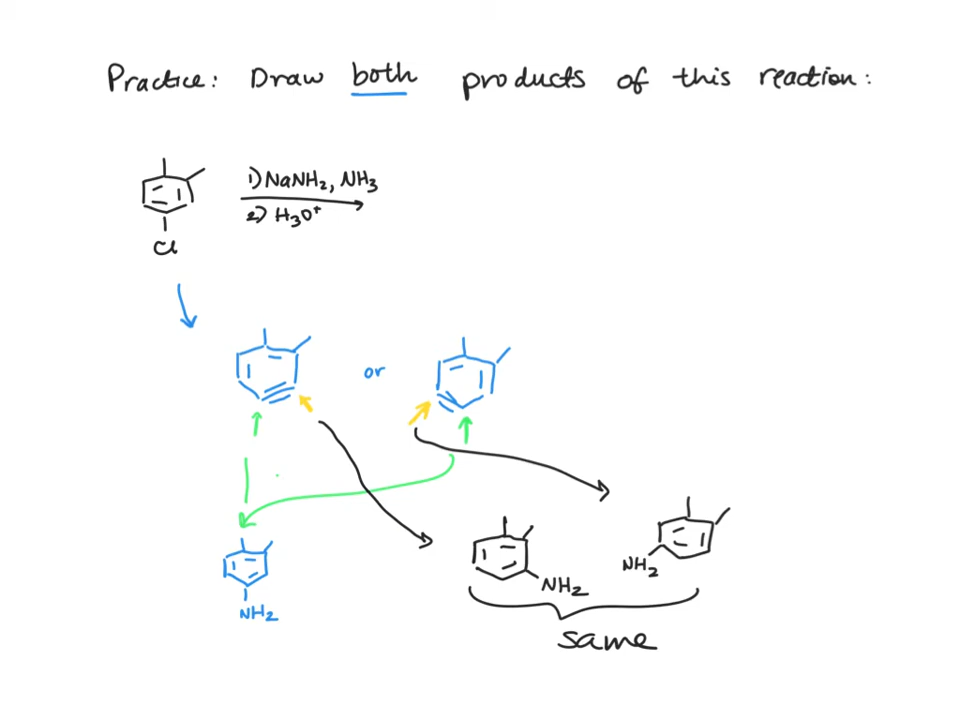 Practice: Draw both products of this reaction:
1) NaNH2, NH3
2) H3O+
Cl
or
NH2
NH2
NH2
same